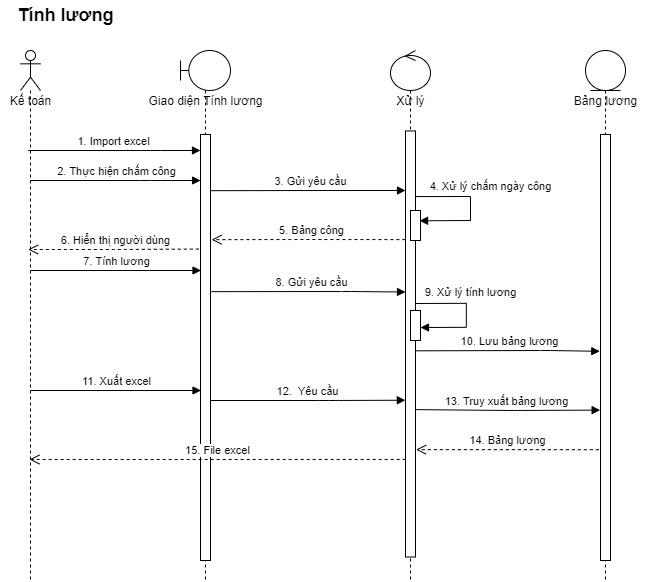 Tính lương
Kế toán
Giao diện Tính lương
Xử lý
Bảng lương
1. Import excel
2. Thực hiện chấm công
3. Gửi yêu cầu
4. Xử lý chấm ngày công
5. Bảng công
6. Hiển thị người dùng
7. Tính lương
8. Gửi yêu cầu
9. Xử lý tính lương
10. Lưu bảng lương
11. Xuất excel
12. Yêu cầu
13. Truy xuất bảng lương
14. Bảng lương
15. File excel